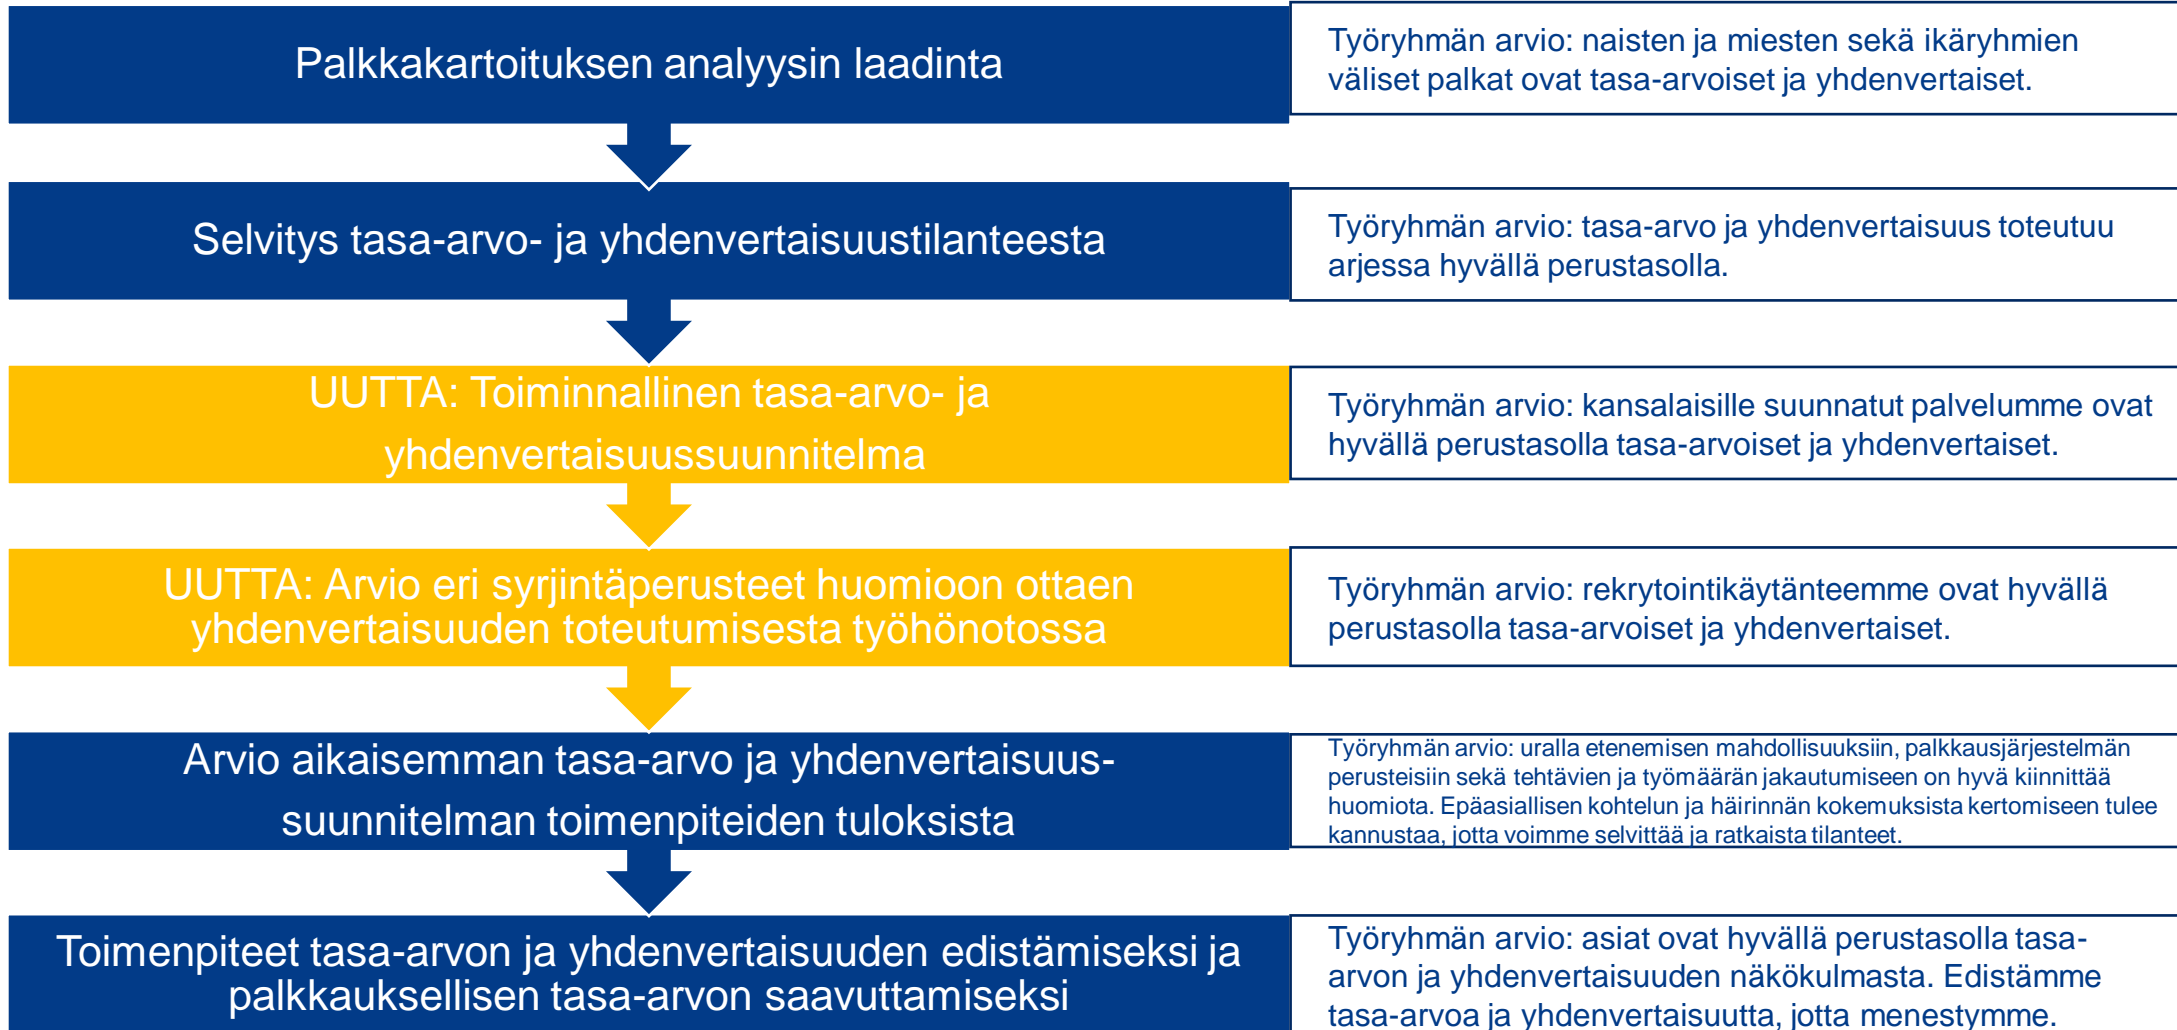 Palkkakartoituksen analyysin laadinta
Työryhmän arvio: naisten ja miesten sekä ikäryhmien
väliset palkat ovat tasa-arvoiset ja yhdenvertaiset.
Selvitys tasa-arvo- ja yhdenvertaisuustilanteesta
Työryhmän arvio: tasa-arvo ja yhdenvertaisuus toteutuu
arjessa hyvällä perustasolla.
UUTTA: Toiminnallinen tasa-arvo- ja
yhdenvertaisuussuunnitelma
Työryhmän arvio: kansalaisille suunnatut palvelumme ovat
hyvällä perustasolla tasa-arvoiset ja yhdenvertaiset.
UUTTA: Arvio eri syrjintäperusteet huomioon ottaen
yhdenvertaisuuden toteutumisesta työhönotossa
Työryhmän arvio: rekrytointikäytänteemme ovat hyvällä
perustasolla tasa-arvoiset ja yhdenvertaiset.
Arvio aikaisemman tasa-arvo ja yhdenvertaisuus-
suunnitelman toimenpiteiden tuloksista
Työryhmän arvio: uralla etenemisen mahdollisuuksiin, palkkausjärjestelmän
perusteisiin sekä tehtävien ja työmäärän jakautumiseen on hyvä kiinnittää
huomiota. Epäasiallisen kohtelun ja häirinnän kokemuksista kertomiseen tulee
kannustaa, jotta voimme selvittää ja ratkaista tilanteet.
Toimenpiteet tasa-arvon ja yhdenvertaisuuden edistämiseksi ja
palkkauksellisen tasa-arvon saavuttamiseksi
Työryhmän arvio: asiat ovat hyvällä perustasolla tasa-
arvon ja yhdenvertaisuuden näkökulmasta. Edistämme
tasa-arvoa ja yhdenvertaisuutta, jotta menestymme.